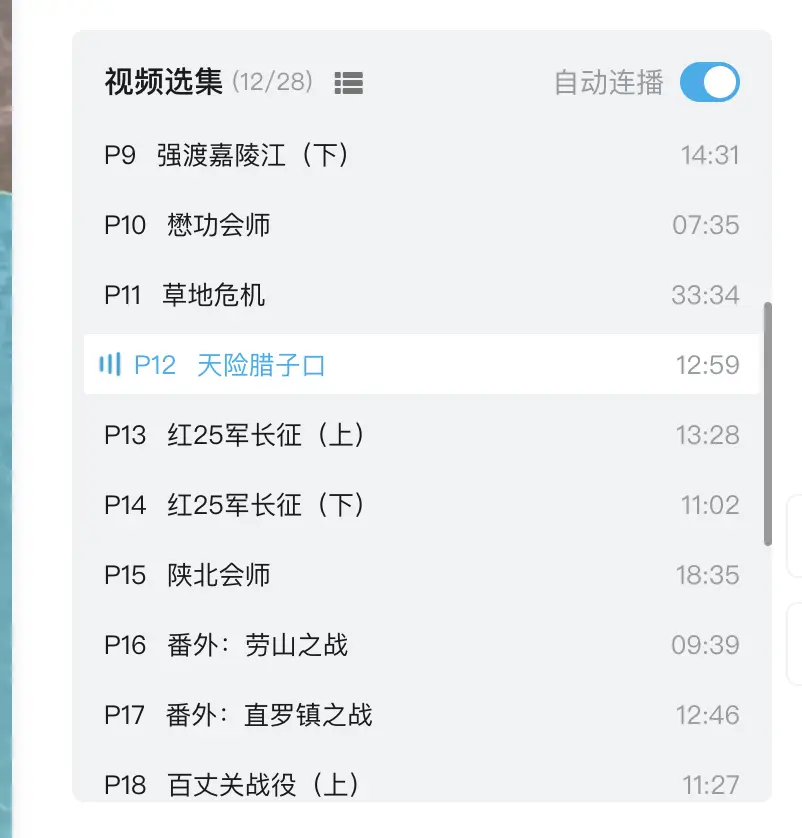 视频选集 (12/28) 自动连播
P9 强渡嘉陵江（下） 14:31
P10 懋功会师 07:35
P11 草地危机 33:34
P12 天险腊子口 12:59
P13 红25军长征（上） 13:28
P14 红25军长征（下） 11:02
P15 陕北会师 18:35
P16 番外：劳山之战 09:39
P17 番外：直罗镇之战 12:46
P18 百丈关战役（上） 11:27